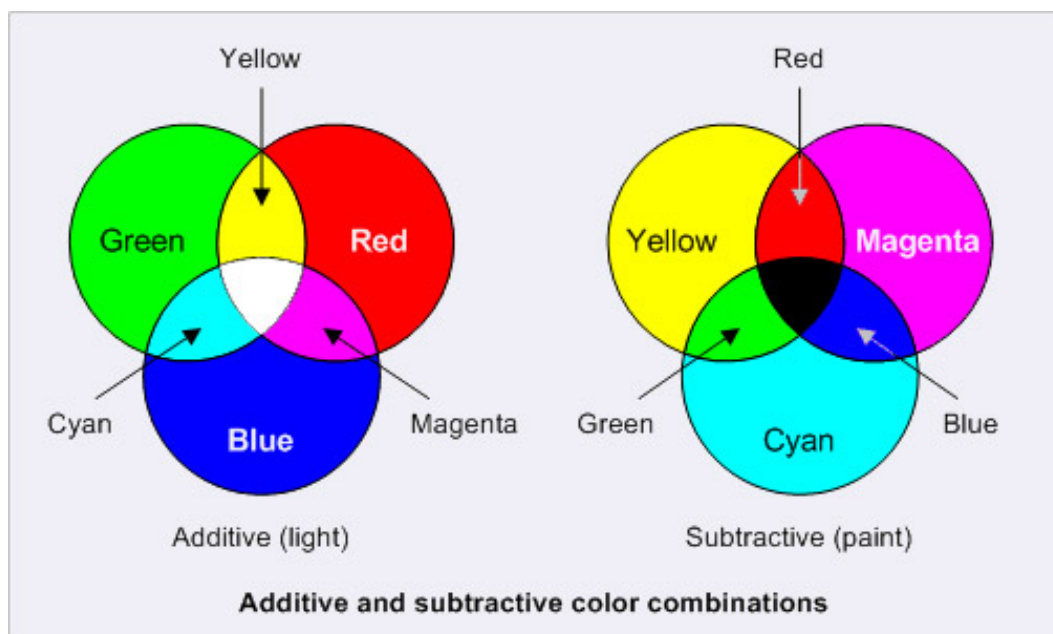 Yellow
Red
Green
Red
Yellow
Magenta
Cyan
Blue
Magenta
Green
Cyan
Blue
Additive (light)
Subtractive (paint)
Additive and subtractive color combinations